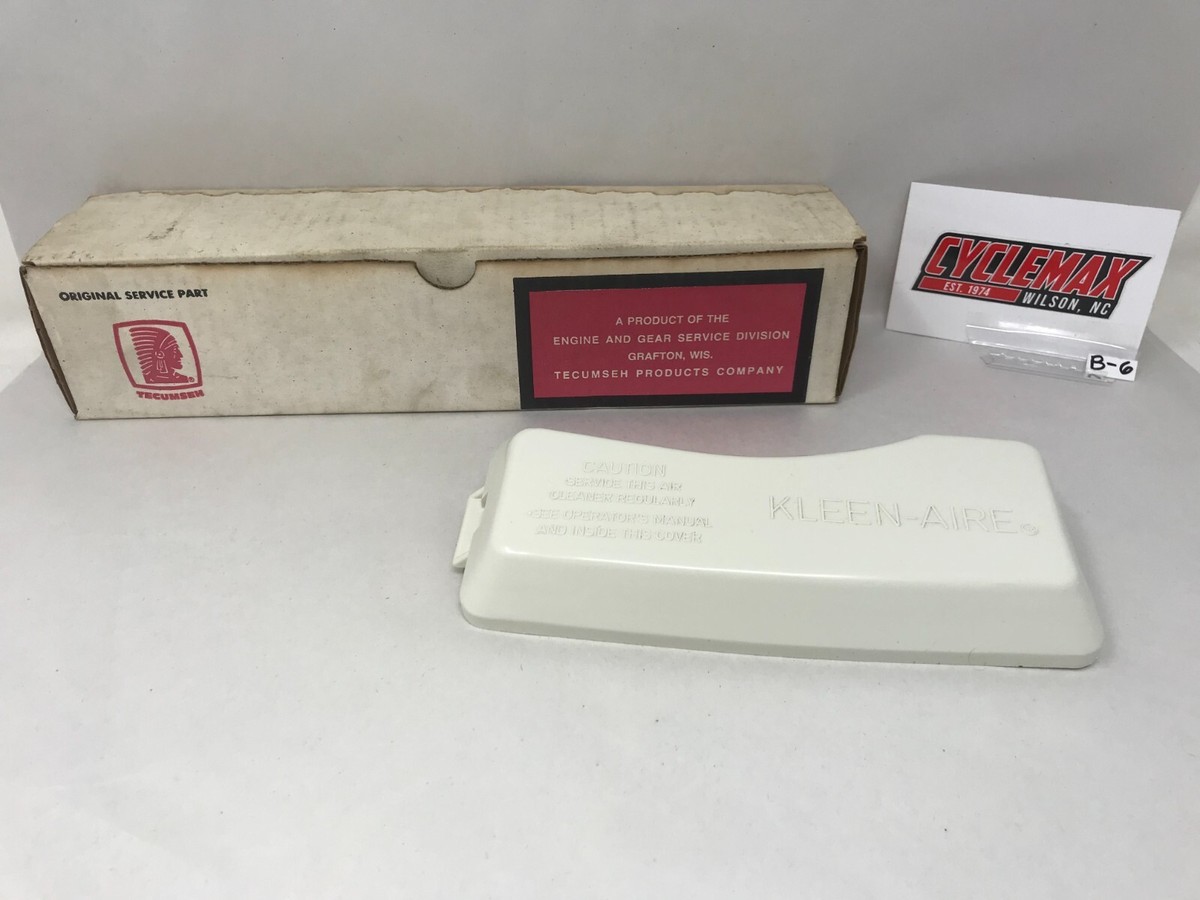 ORIGINAL SERVICE PART
TECUMSEH
A PRODUCT OF THE
ENGINE AND GEAR SERVICE DIVISION
GRAFTON, WIS.
TECUMSEH PRODUCTS COMPANY
CYCLEMAX
EST. 1974
WILSON, NC
B-6
CAUTION
SERVICE THIS AIR
CLEANER REGULARLY
SEE OPERATOR'S MANUAL
AND INSIDE THIS COVER
KLEEN-AIRE®